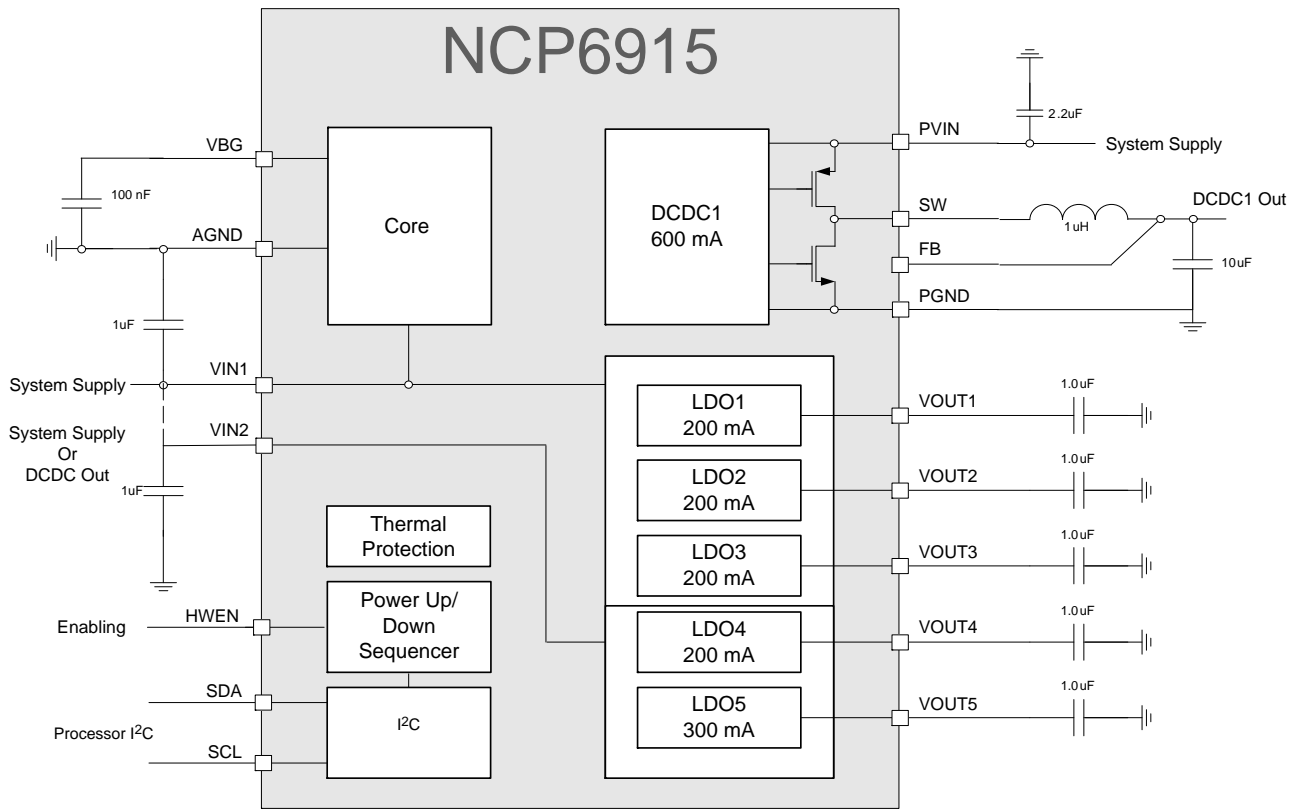 NCP6915
VBG
100 nF
AGND
1uF
System Supply
VIN1
System Supply
Or
DCDC Out
VIN2
1uF
Enabling
HWEN
SDA
Processor I²C
SCL
Core
Thermal
Protection
Power Up/
Down
Sequencer
I²C
DCDC1
600 mA
PVIN
2.2uF
System Supply
SW
1uH
DCDC1 Out
FB
10uF
PGND
LDO1
200 mA
VOUT1
1.0uF
LDO2
200 mA
VOUT2
1.0uF
LDO3
200 mA
VOUT3
1.0uF
LDO4
200 mA
VOUT4
1.0uF
LDO5
300 mA
VOUT5
1.0uF